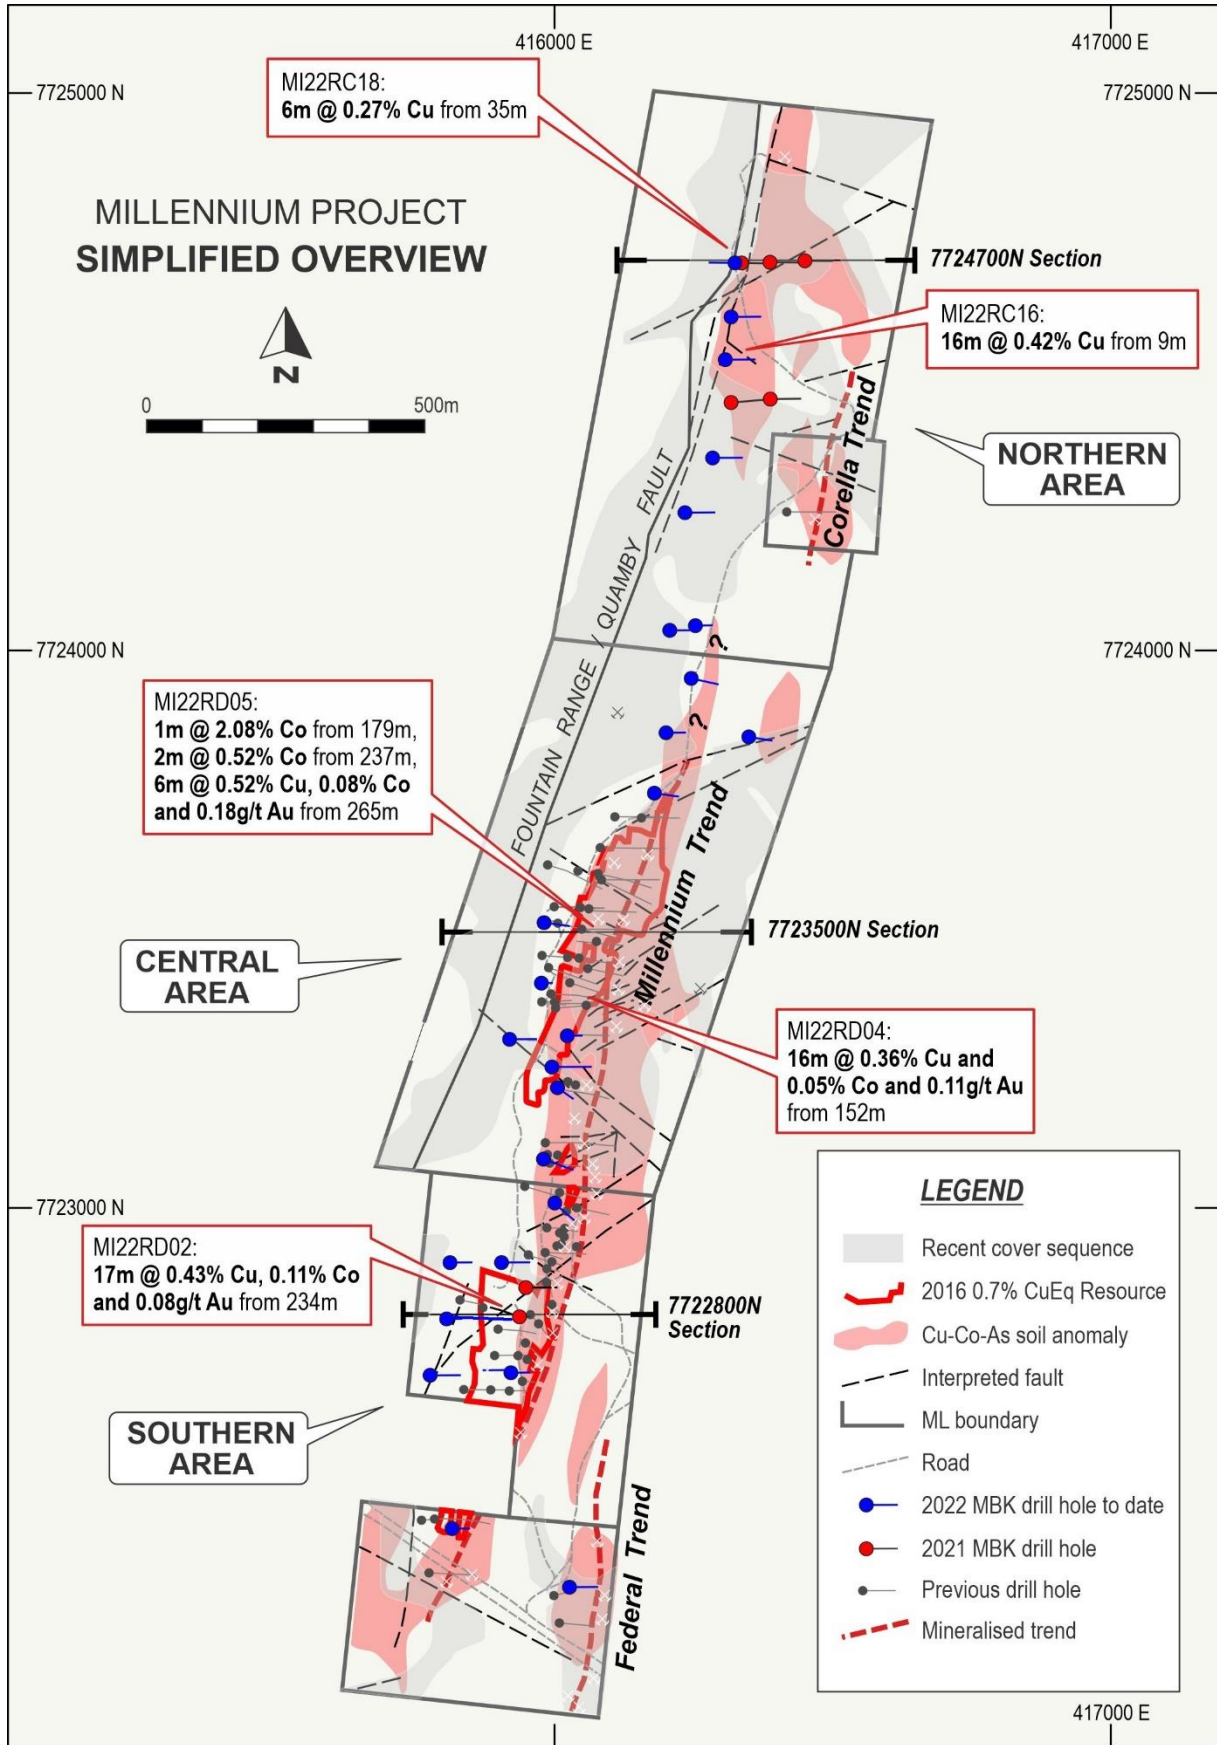 416000 E
417000 E
7725000 N
7725000 N
MI22RC18:
6m @ 0.27% Cu from 35m
MILLENNIUM PROJECT
SIMPLIFIED OVERVIEW
N
0
500m
7724700N Section
MI22RC16:
16m @ 0.42% Cu from 9m
Corella Trend
NORTHERN
AREA
FOUNTAIN RANGE / QUAMBY FAULT
7724000 N
7724000 N
?
?
MI22RD05:
1m @ 2.08% Co from 179m,
2m @ 0.52% Co from 237m,
6m @ 0.52% Cu, 0.08% Co
and 0.18g/t Au from 265m
Millennium Trend
7723500N Section
CENTRAL
AREA
MI22RD04:
16m @ 0.36% Cu and
0.05% Co and 0.11g/t Au
from 152m
7723000 N
MI22RD02:
17m @ 0.43% Cu, 0.11% Co
and 0.08g/t Au from 234m
7722800N
Section
SOUTHERN
AREA
Federal Trend
LEGEND
Recent cover sequence
2016 0.7% CuEq Resource
Cu-Co-As soil anomaly
Interpreted fault
ML boundary
Road
2022 MBK drill hole to date
2021 MBK drill hole
Previous drill hole
Mineralised trend
417000 E